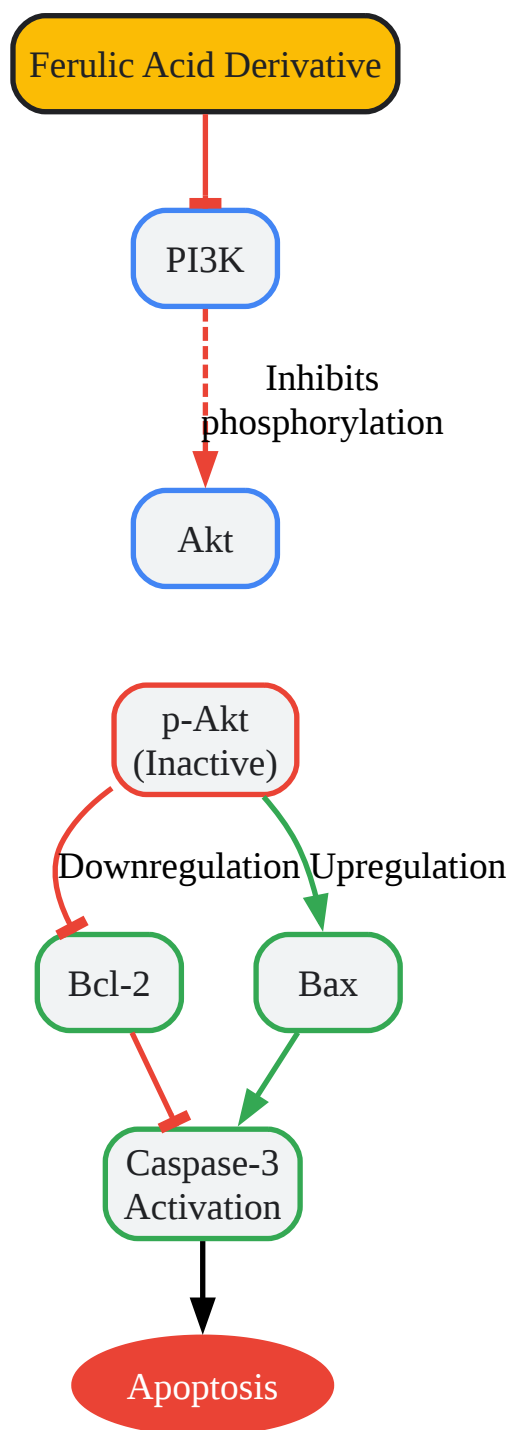 Ferulic Acid Derivative
PI3K
Inhibits
phosphorylation
Akt
p-Akt
(Inactive)
Downregulation
Upregulation
Bcl-2
Bax
Caspase-3
Activation
Apoptosis